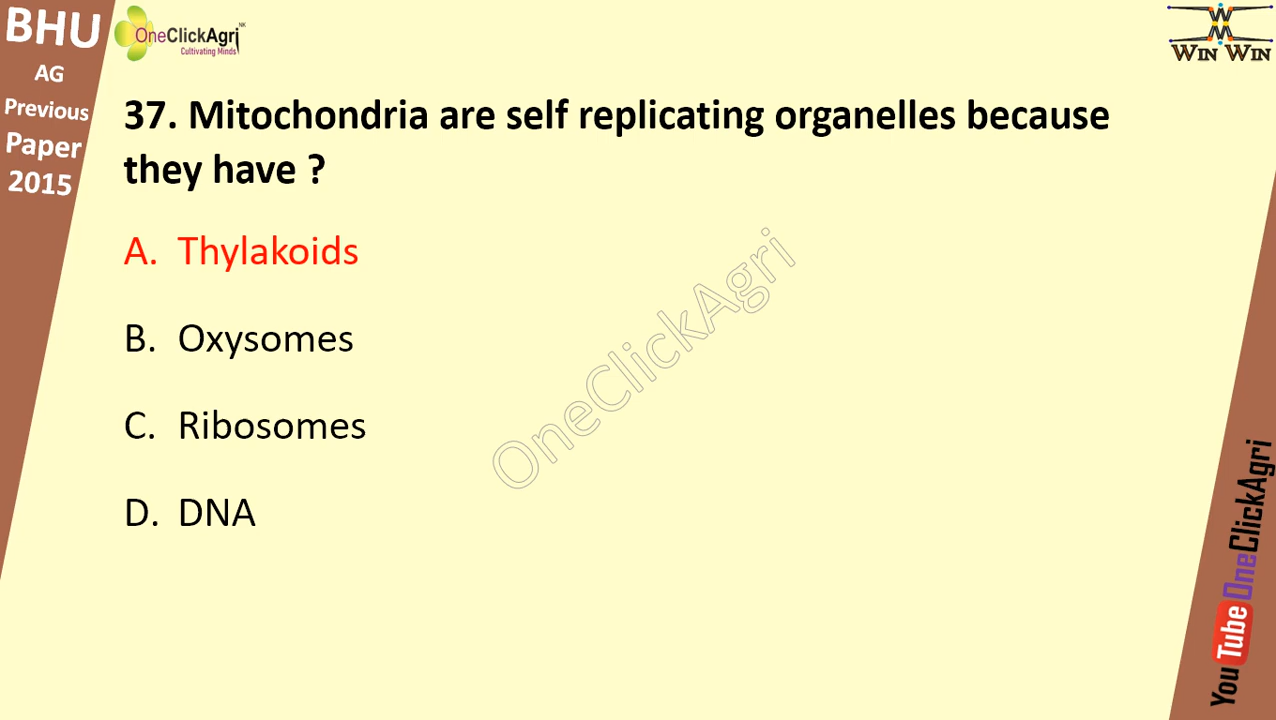 BHU
AG
Previous
Paper
2015
OneClickAgri NK
Cultivating Minds
WIN WIN
37. Mitochondria are self replicating organelles because
they have ?
A. Thylakoids
B. Oxysomes
C. Ribosomes
D. DNA
OneClickAgri
YouTube OneClickAgri